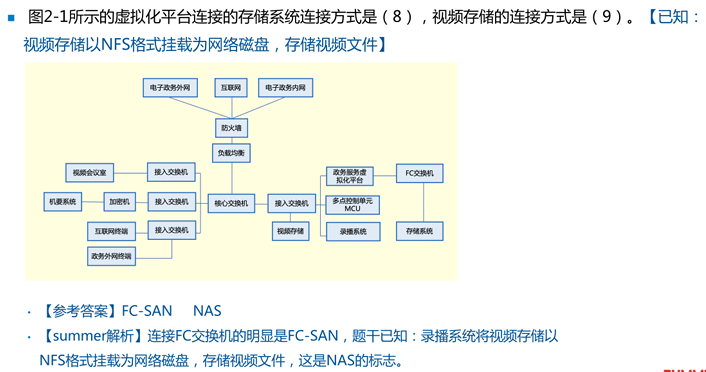 图2-1所示的虚拟化平台连接的存储系统连接方式是（8），视频存储的连接方式是（9）。【已知：
视频存储以NFS格式挂载为网络磁盘，存储视频文件】
电子政务外网
互联网
电子政务内网
防火墙
负载均衡
视频会议室
接入交换机
政务服务虚
拟化平台
FC交换机
机要系统
加密机
接入交换机
核心交换机
接入交换机
多点控制单元
MCU
互联网终端
接入交换机
视频存储
录播系统
存储系统
政务外网终端
【参考答案】FC-SAN NAS
【summer解析】连接FC交换机的明显是FC-SAN，题干已知：录播系统将视频存储以
NFS格式挂载为网络磁盘，存储视频文件，这是NAS的标志。